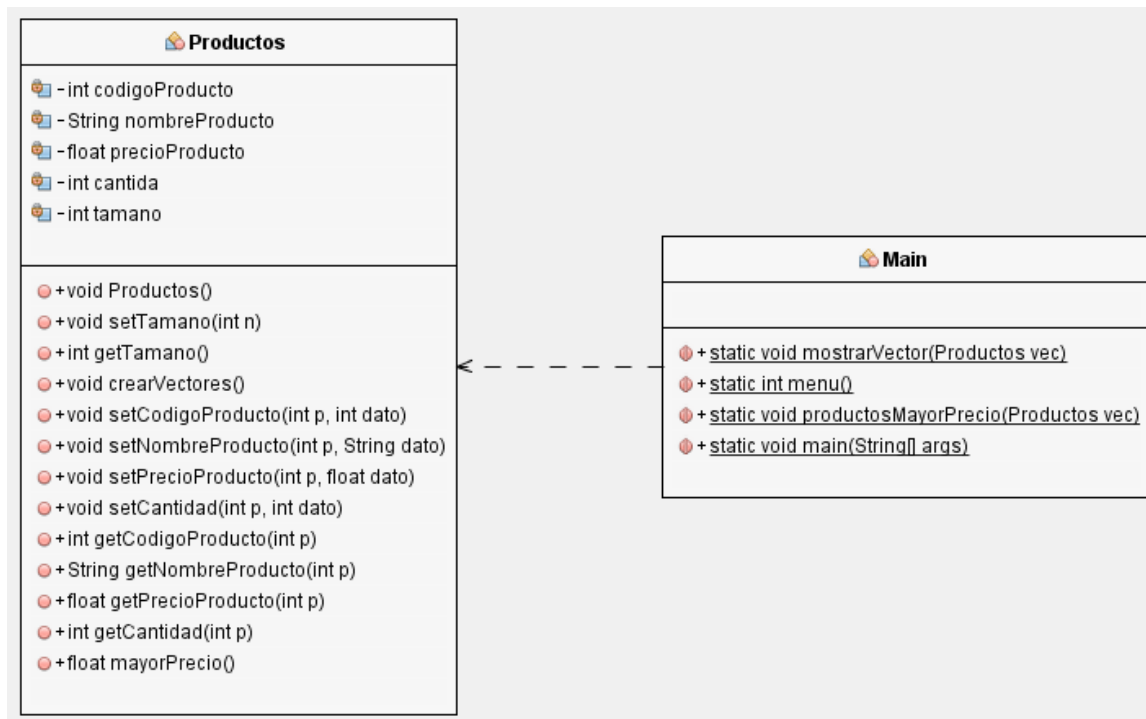 Productos
-int codigoProducto
-String nombreProducto
-float precioProducto
-int cantida
-int tamano
+void Productos()
+void setTamano(int n)
+int getTamano()
+void crearVectores()
+void setCodigoProducto(int p, int dato)
+void setNombreProducto(int p, String dato)
+void setPrecioProducto(int p, float dato)
+void setCantidad(int p, int dato)
+int getCodigoProducto(int p)
+String getNombreProducto(int p)
+float getPrecioProducto(int p)
+int getCantidad(int p)
+float mayorPrecio()
Main
+static void mostrarVector(Productos vec)
+static int menu()
+static void productosMayorPrecio(Productos vec)
+static void main(String[] args)